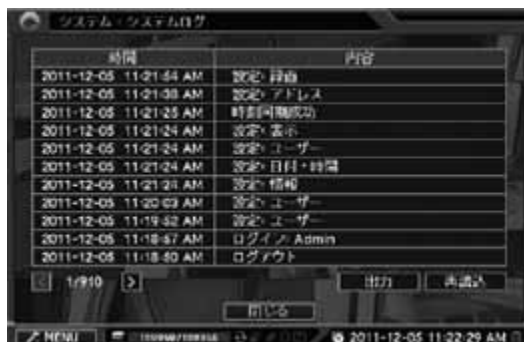 システム > システムログ
時間 内容
2011-12-05 11:21:54 AM 設定> 録画
2011-12-05 11:21:38 AM 設定> アドレス
2011-12-05 11:21:25 AM 時刻同期成功
2011-12-05 11:21:24 AM 設定> 表示
2011-12-05 11:21:24 AM 設定> ユーザー
2011-12-05 11:21:24 AM 設定> 日付・時間
2011-12-05 11:21:21 AM 設定> 情報
2011-12-05 11:20:03 AM 設定> ユーザー
2011-12-05 11:19:52 AM 設定> ユーザー
2011-12-05 11:18:57 AM ログイン> Admin
2011-12-05 11:18:50 AM ログアウト
< 1/910 > 出力 再読込
閉じる
MENU 2011-12-05 11:22:29 AM